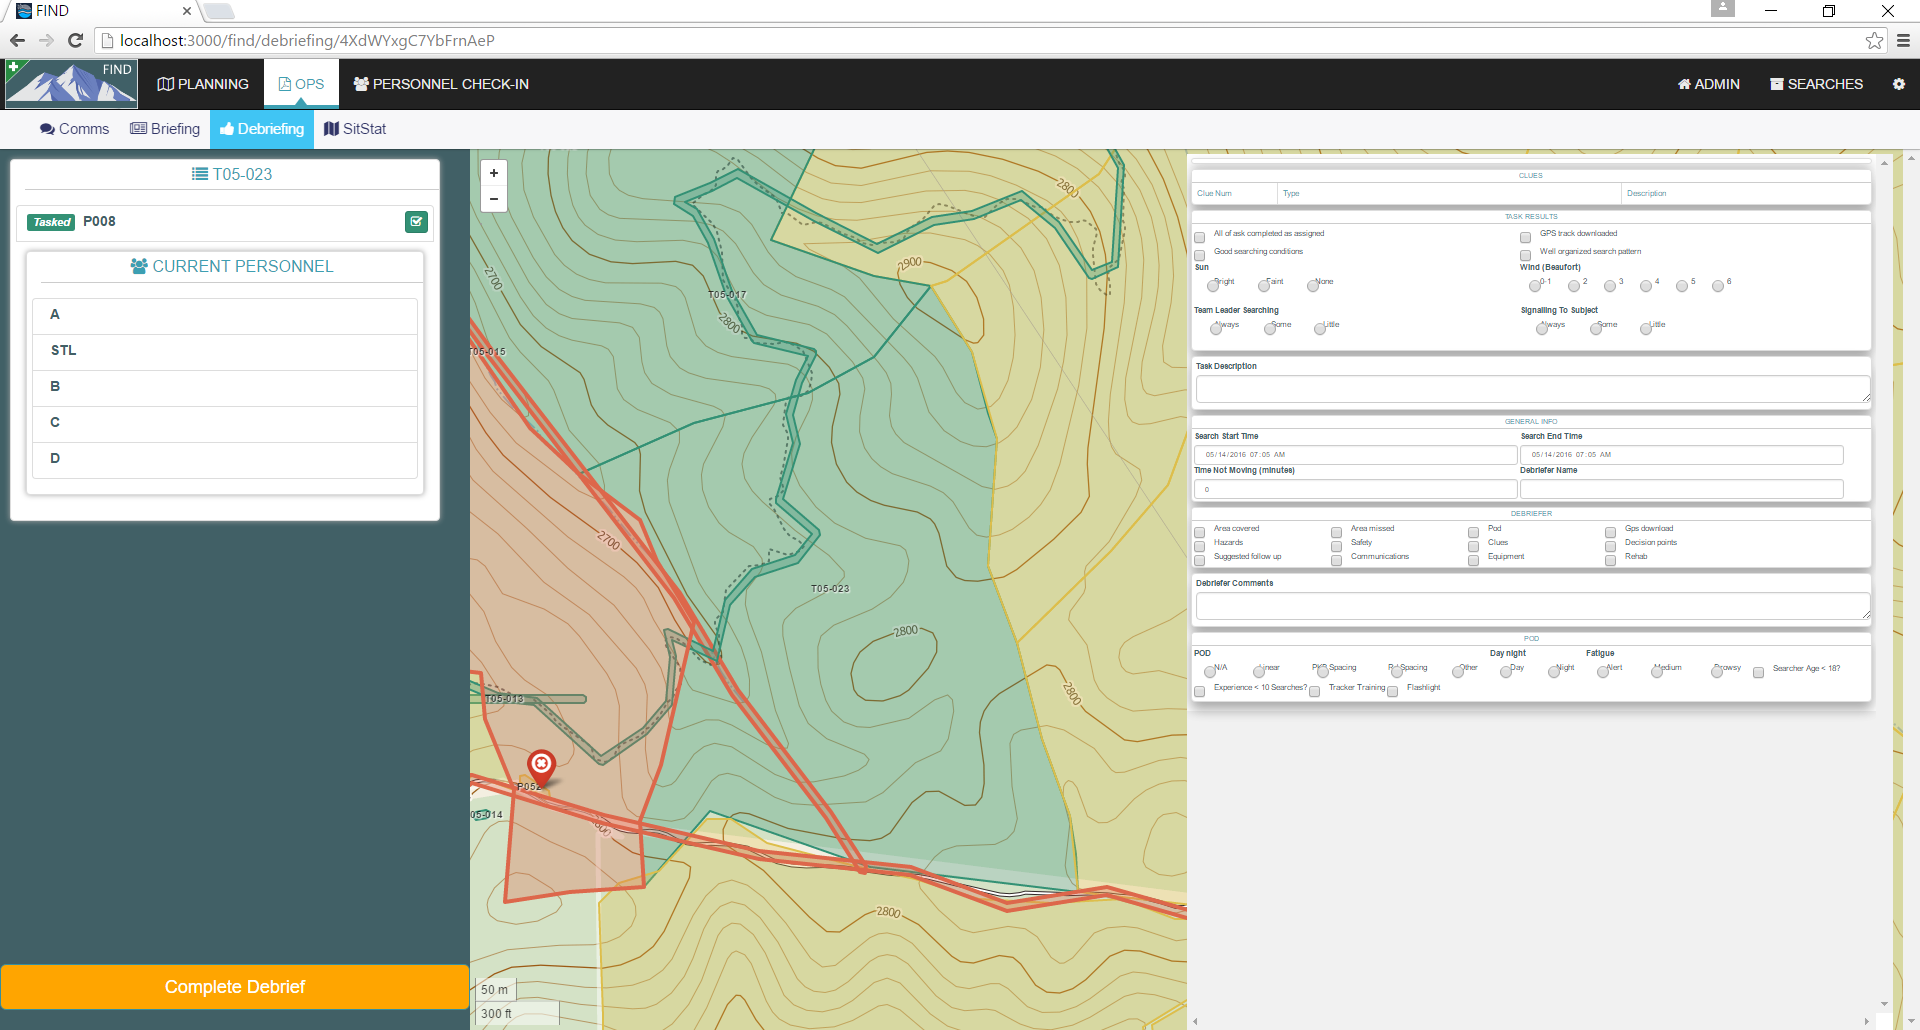 FIND
localhost:3000/find/debriefing/4XdWYxgC7YbFrnAeP
FIND
PLANNING
OPS
PERSONNEL CHECK-IN
ADMIN
SEARCHES
Comms
Briefing
Debriefing
SitStat
T05-023
Tasked P008
CURRENT PERSONNEL
A
STL
B
C
D
Complete Debrief
+
−
2800
2900
2700
T05-017
2800
T05-015
2700
T05-023
2800
2800
T05-013
P052
05-014
2800
50 m
300 ft
CLUES
Clue Num Type Description
TASK RESULTS
All of ask completed as assigned GPS track downloaded
Good searching conditions Well organized search pattern
Sun Wind (Beaufort)
Bright Faint None 0-1 2 3 4 5 6
Team Leader Searching Signalling To Subject
Always Some Little Always Some Little
Task Description
GENERAL INFO
Search Start Time Search End Time
05/14/2016 07:05 AM 05/14/2016 07:05 AM
Time Not Moving (minutes) Debriefer Name
0
DEBRIEFER
Area covered Area missed Pod Gps download
Hazards Safety Clues Decision points
Suggested follow up Communications Equipment Rehab
Debriefer Comments
POD
POD Day night Fatigue
N/A Linear Spacing Spacing Other Day Night Alert Medium Drowsy Searcher Age < 18?
Experience < 10 Searches? Tracker Training Flashlight